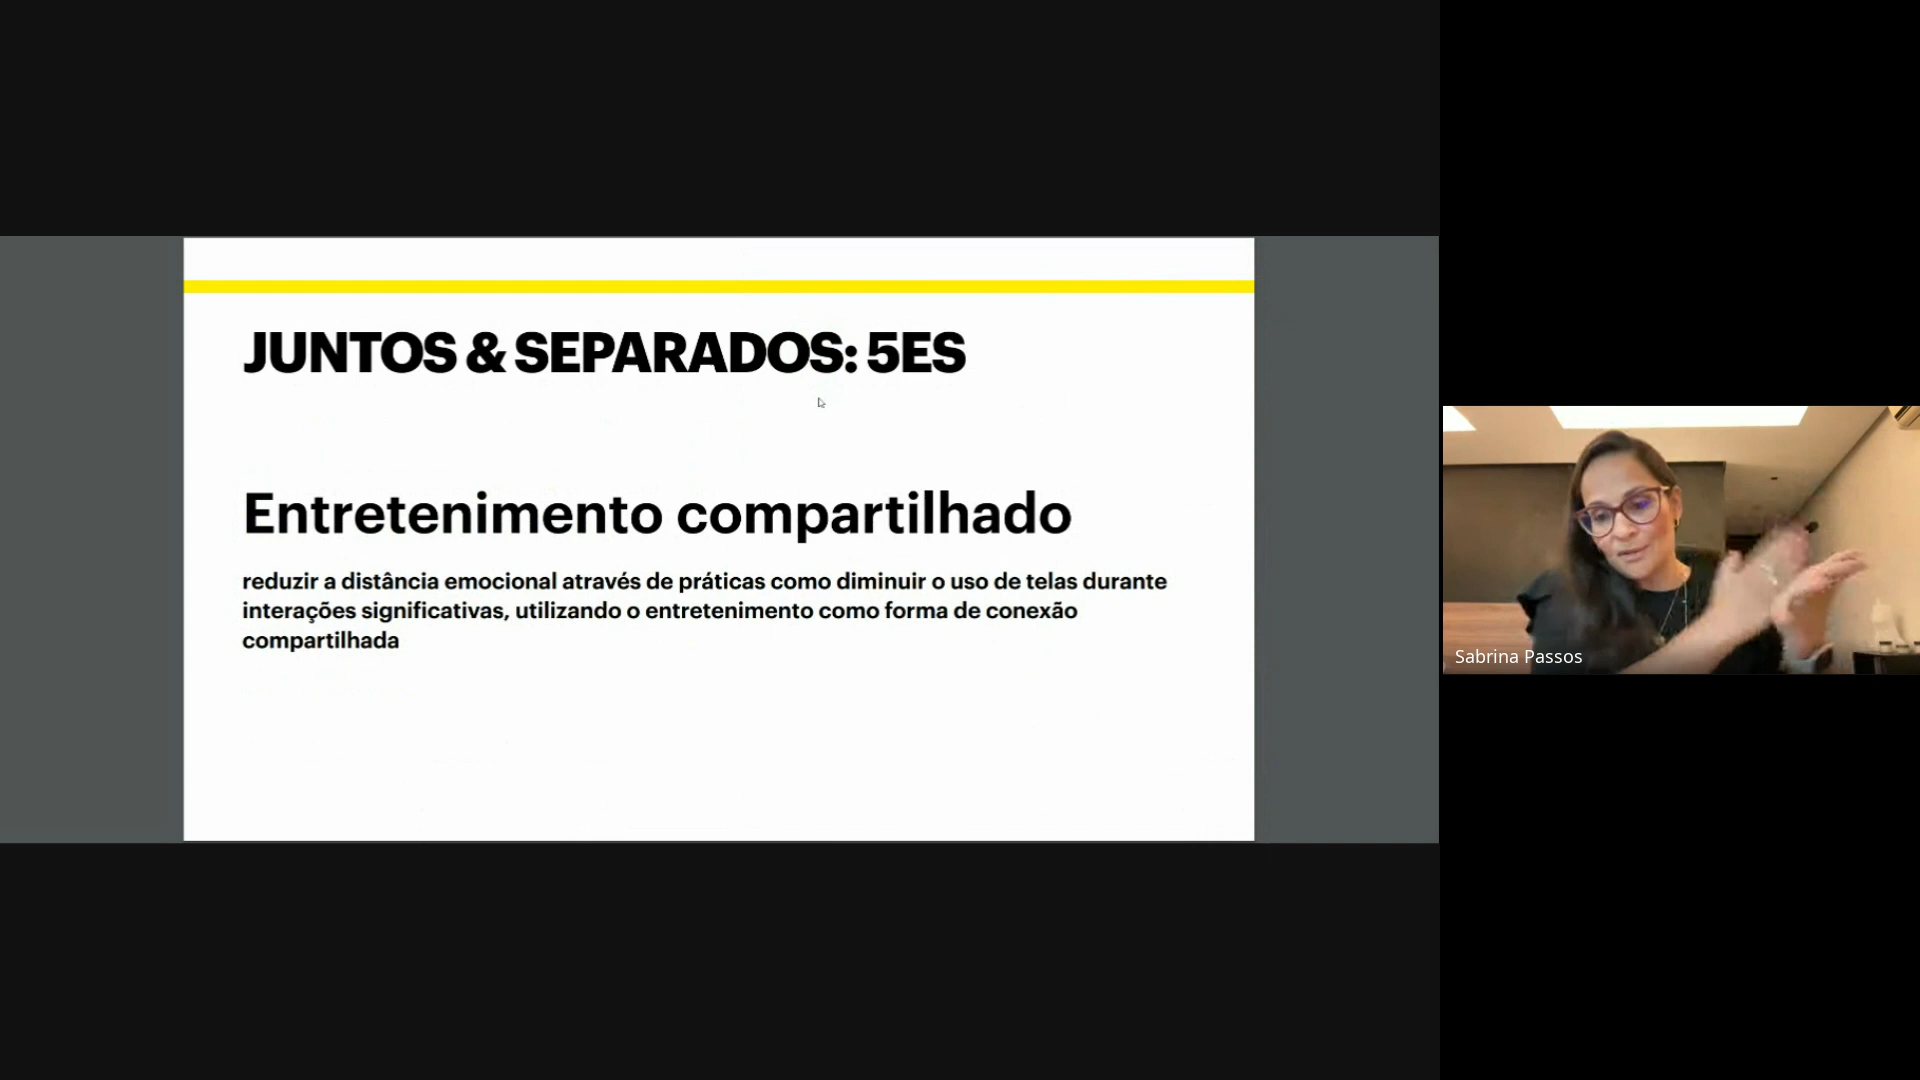 JUNTOS & SEPARADOS: 5ES
Entretenimento compartilhado
reduzir a distância emocional através de práticas como diminuir o uso de telas durante
interações significativas, utilizando o entretenimento como forma de conexão
compartilhada
Sabrina Passos